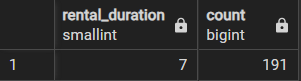 rental_duration count
smallint bigint
1 7 191